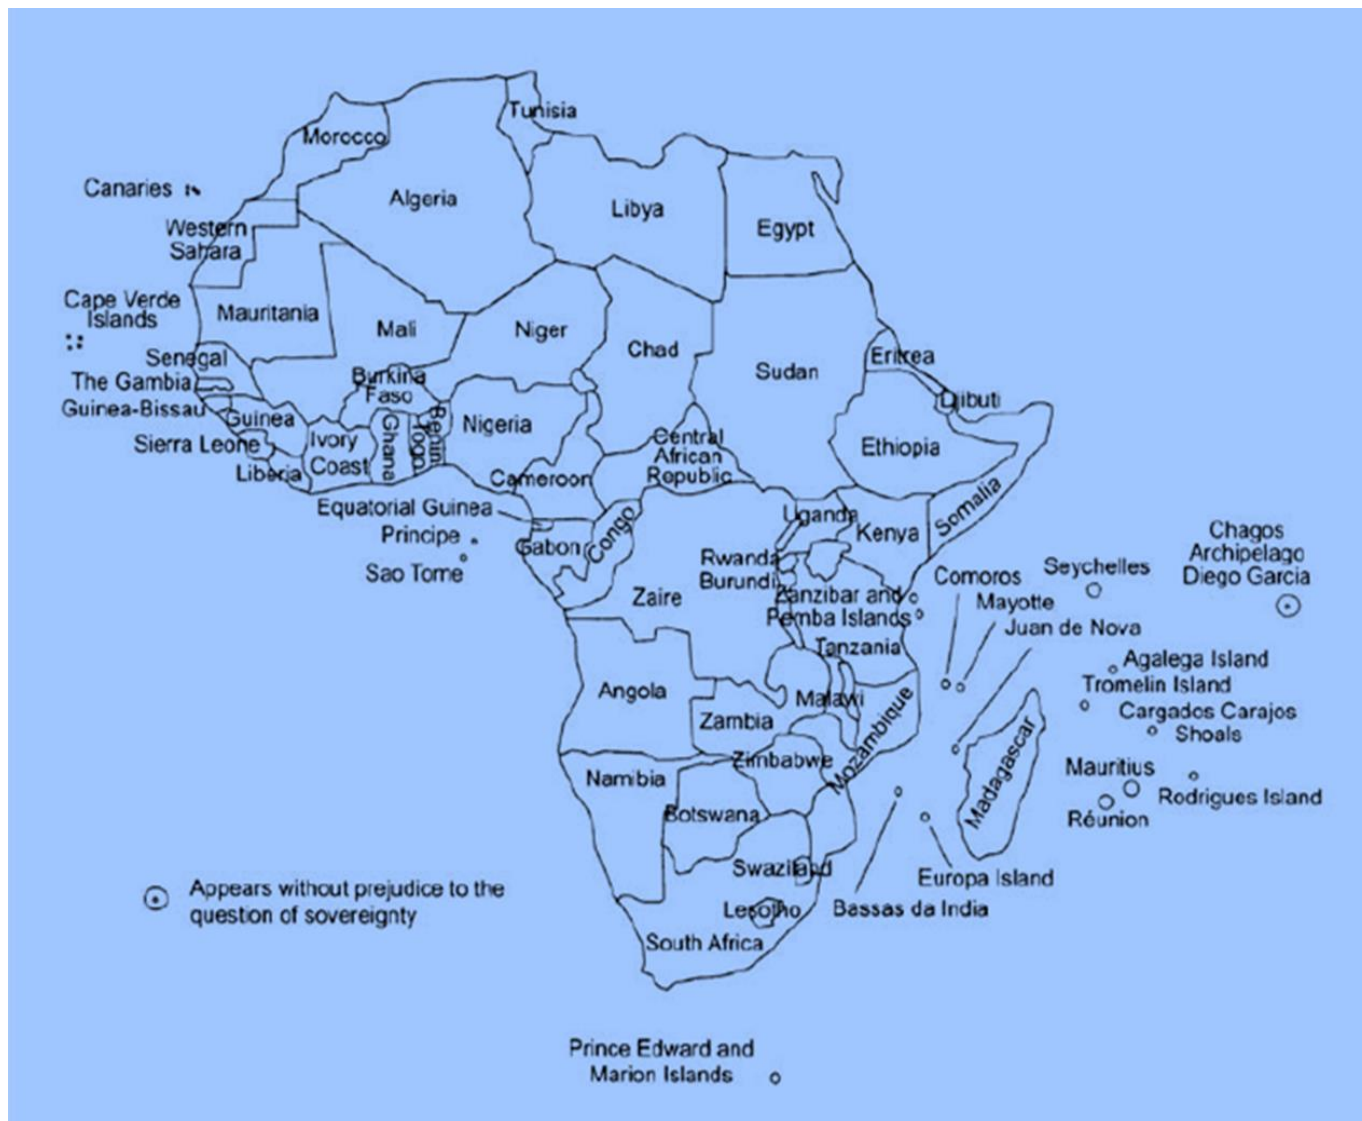 Tunisia
Morocco
Canaries
Algeria
Libya
Egypt
Western
Sahara
Cape Verde
Islands
Mauritania
Mali
Niger
Chad
Sudan
Eritrea
Senegal
The Gambia
Burkina
Faso
Djibuti
Guinea-Bissau
Guinea
Sierra Leone
Liberia
Ivory
Coast
Ghana
Togo
Benin
Nigeria
Central
African
Republic
Ethiopia
Cameroon
Somalia
Equatorial Guinea
Principe
Sao Tome
Gabon
Congo
Uganda
Kenya
Rwanda
Burundi
Zaire
Zanzibar and
Pemba Islands
Tanzania
Comoros
Mayotte
Juan de Nova
Seychelles
Chagos
Archipelago
Diego Garcia
Agalega Island
Tromelin Island
Cargados Carajos
Shoals
Angola
Zambia
Malawi
Mozambique
Zimbabwe
Namibia
Botswana
Madagascar
Mauritius
Rodrigues Island
Réunion
Swaziland
Europa Island
Lesotho
Bassas da India
South Africa
Appears without prejudice to the
question of sovereignty
Prince Edward and
Marion Islands